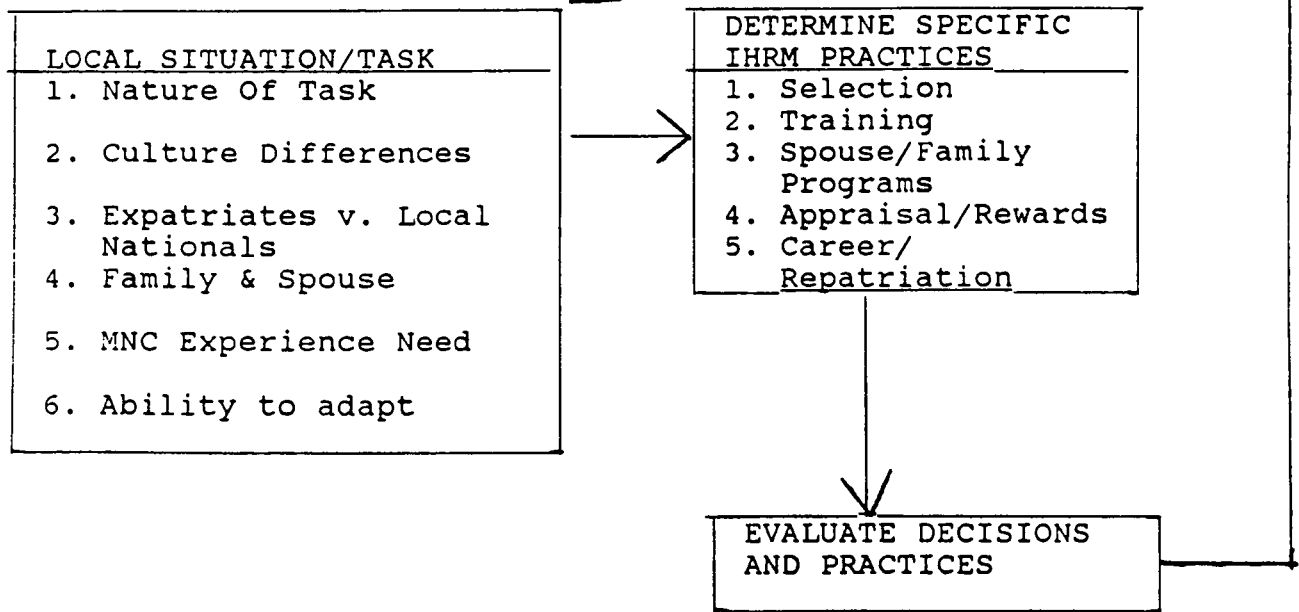 LOCAL SITUATION/TASK
1. Nature Of Task
2. Culture Differences
3. Expatriates v. Local
Nationals
4. Family & Spouse
5. MNC Experience Need
6. Ability to adapt
DETERMINE SPECIFIC
IHRM PRACTICES
1. Selection
2. Training
3. Spouse/Family
Programs
4. Appraisal/Rewards
5. Career/
Repatriation
EVALUATE DECISIONS
AND PRACTICES